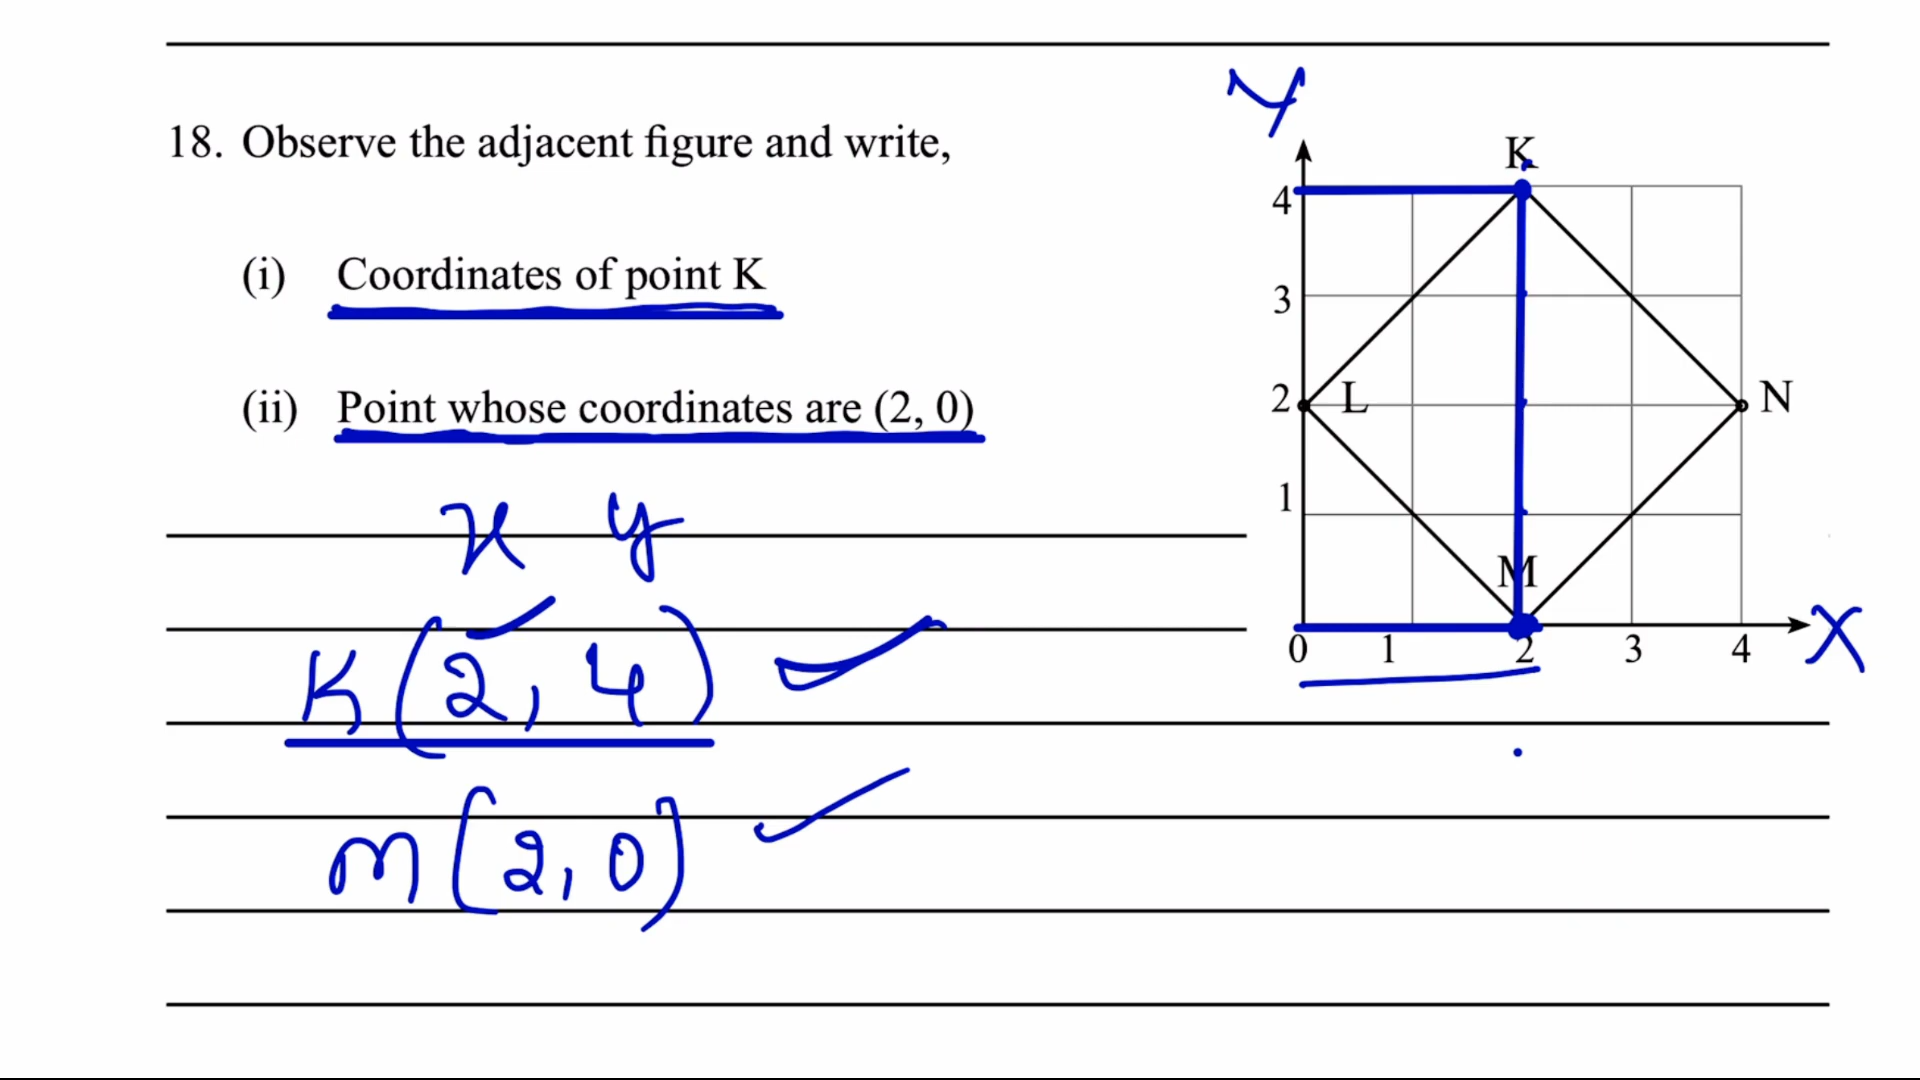 18. Observe the adjacent figure and write,
(i) Coordinates of point K
(ii) Point whose coordinates are (2, 0)
x y
K(2, 4)
m(2, 0)
Y
K
4
3
2 L N
1
M
0 1 2 3 4 X